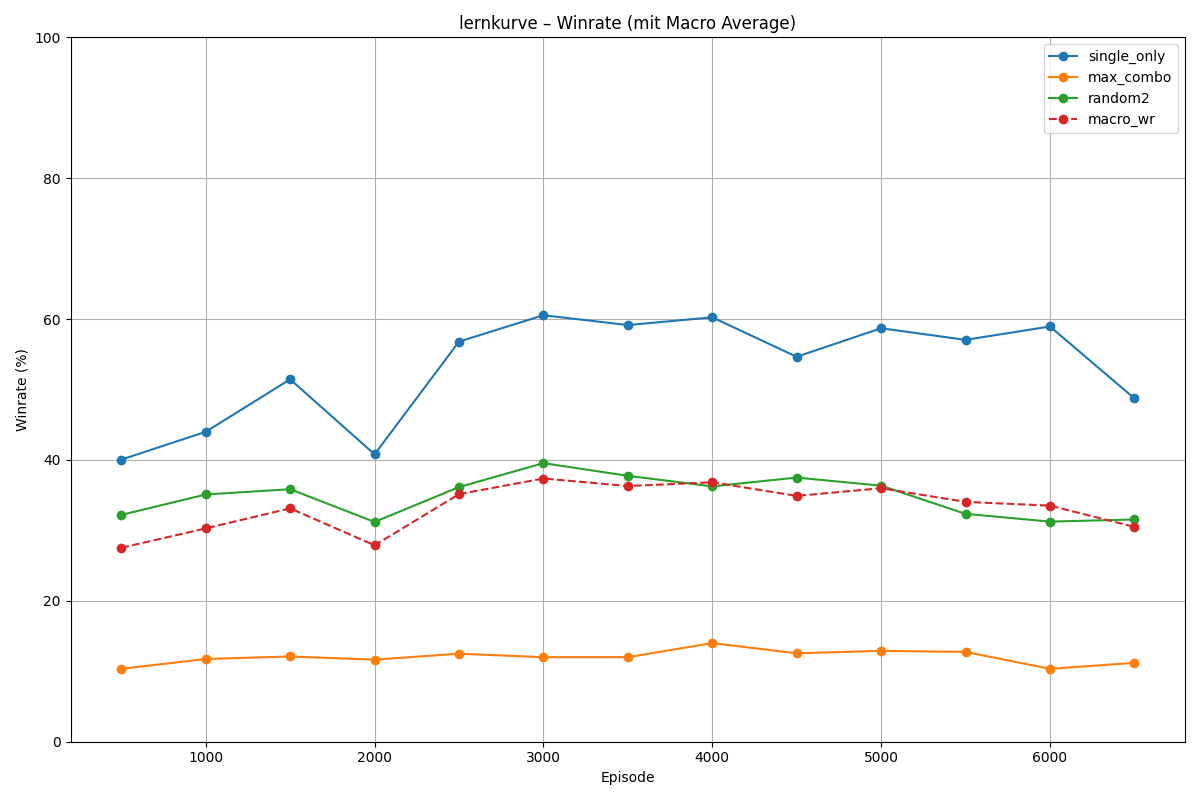 lernkurve – Winrate (mit Macro Average)
100
80
60
40
20
0
Winrate (%)
single_only
max_combo
random2
macro_wr
1000 2000 3000 4000 5000 6000
Episode